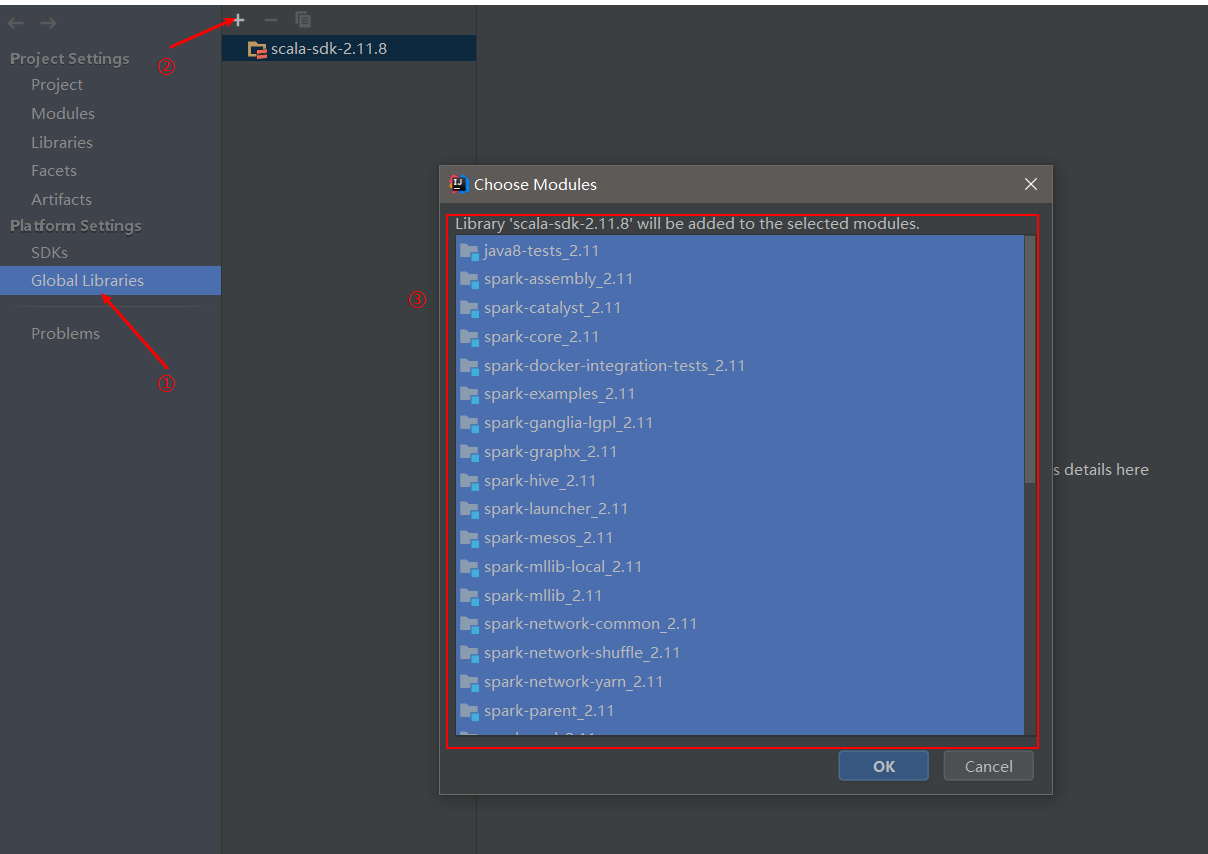 ②
scala-sdk-2.11.8
Project Settings
Project
Modules
Libraries
Facets
Artifacts
Platform Settings
SDKs
Global Libraries
Problems
①
③
Choose Modules
Library 'scala-sdk-2.11.8' will be added to the selected modules.
java8-tests_2.11
spark-assembly_2.11
spark-catalyst_2.11
spark-core_2.11
spark-docker-integration-tests_2.11
spark-examples_2.11
spark-ganglia-lgpl_2.11
spark-graphx_2.11
spark-hive_2.11
spark-launcher_2.11
spark-mesos_2.11
spark-mllib-local_2.11
spark-mllib_2.11
spark-network-common_2.11
spark-network-shuffle_2.11
spark-network-yarn_2.11
spark-parent_2.11
OK
Cancel
s details here